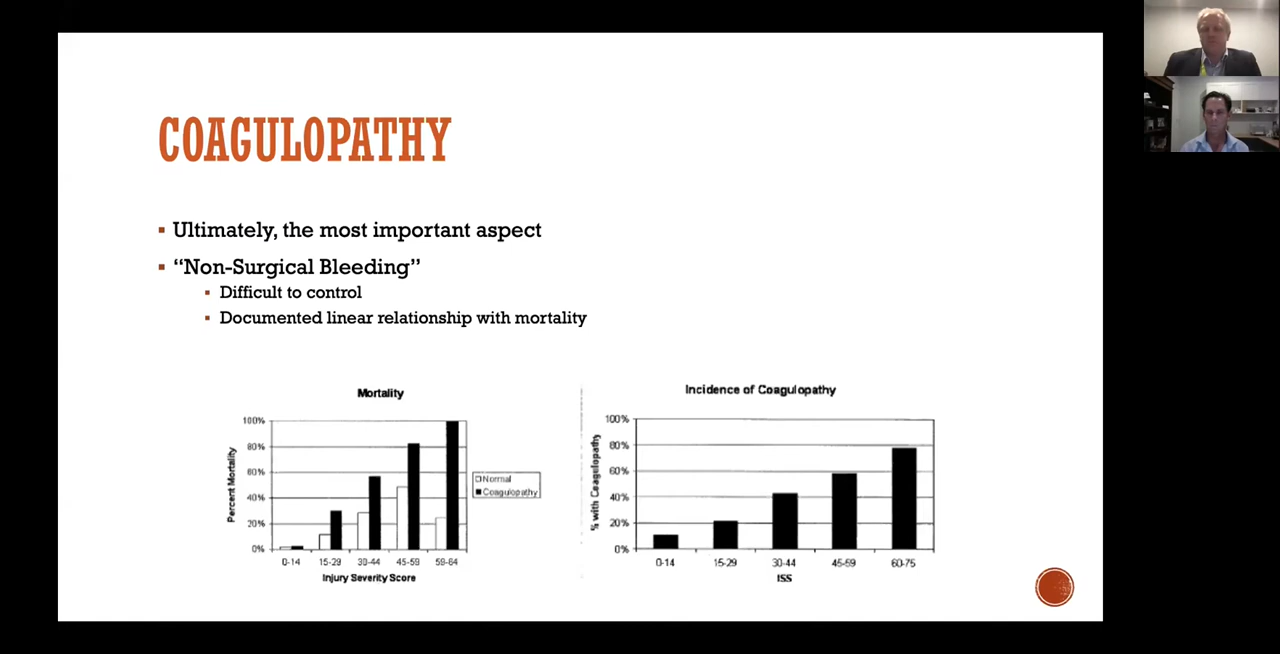 COAGULOPATHY
Ultimately, the most important aspect
“Non-Surgical Bleeding”
Difficult to control
Documented linear relationship with mortality
Mortality
100%
80%
60%
40%
20%
0%
Percent Mortality
0-14 15-29 30-44 45-59 59-64
Injury Severity Score
Normal
Coagulopathy
Incidence of Coagulopathy
100%
80%
60%
40%
20%
0%
% with Coagulopathy
0-14 15-29 30-44 45-59 60-75
ISS